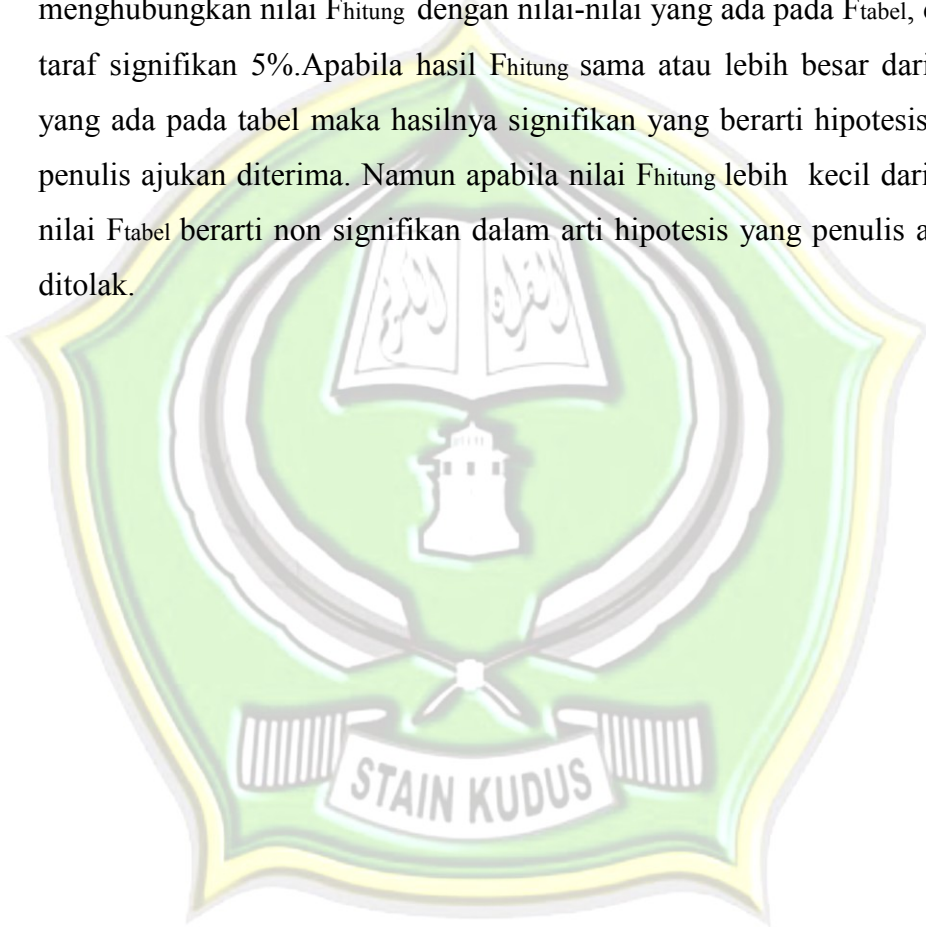 menghubungkan nilai Fhitung dengan nilai-nilai yang ada pada Ftabel,
taraf signifikan 5%.Apabila hasil Fhitung sama atau lebih besar dari
yang ada pada tabel maka hasilnya signifikan yang berarti hipotesis
penulis ajukan diterima. Namun apabila nilai Fhitung lebih kecil dari
nilai Ftabel berarti non signifikan dalam arti hipotesis yang penulis a
ditolak.
STAIN KUDUS